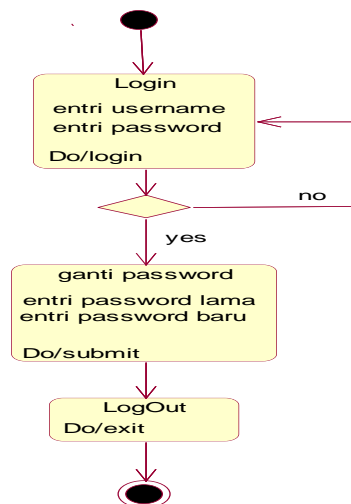 Login
entri username
entri password
Do/login
no
yes
ganti password
entri password lama
entri password baru
Do/submit
LogOut
Do/exit